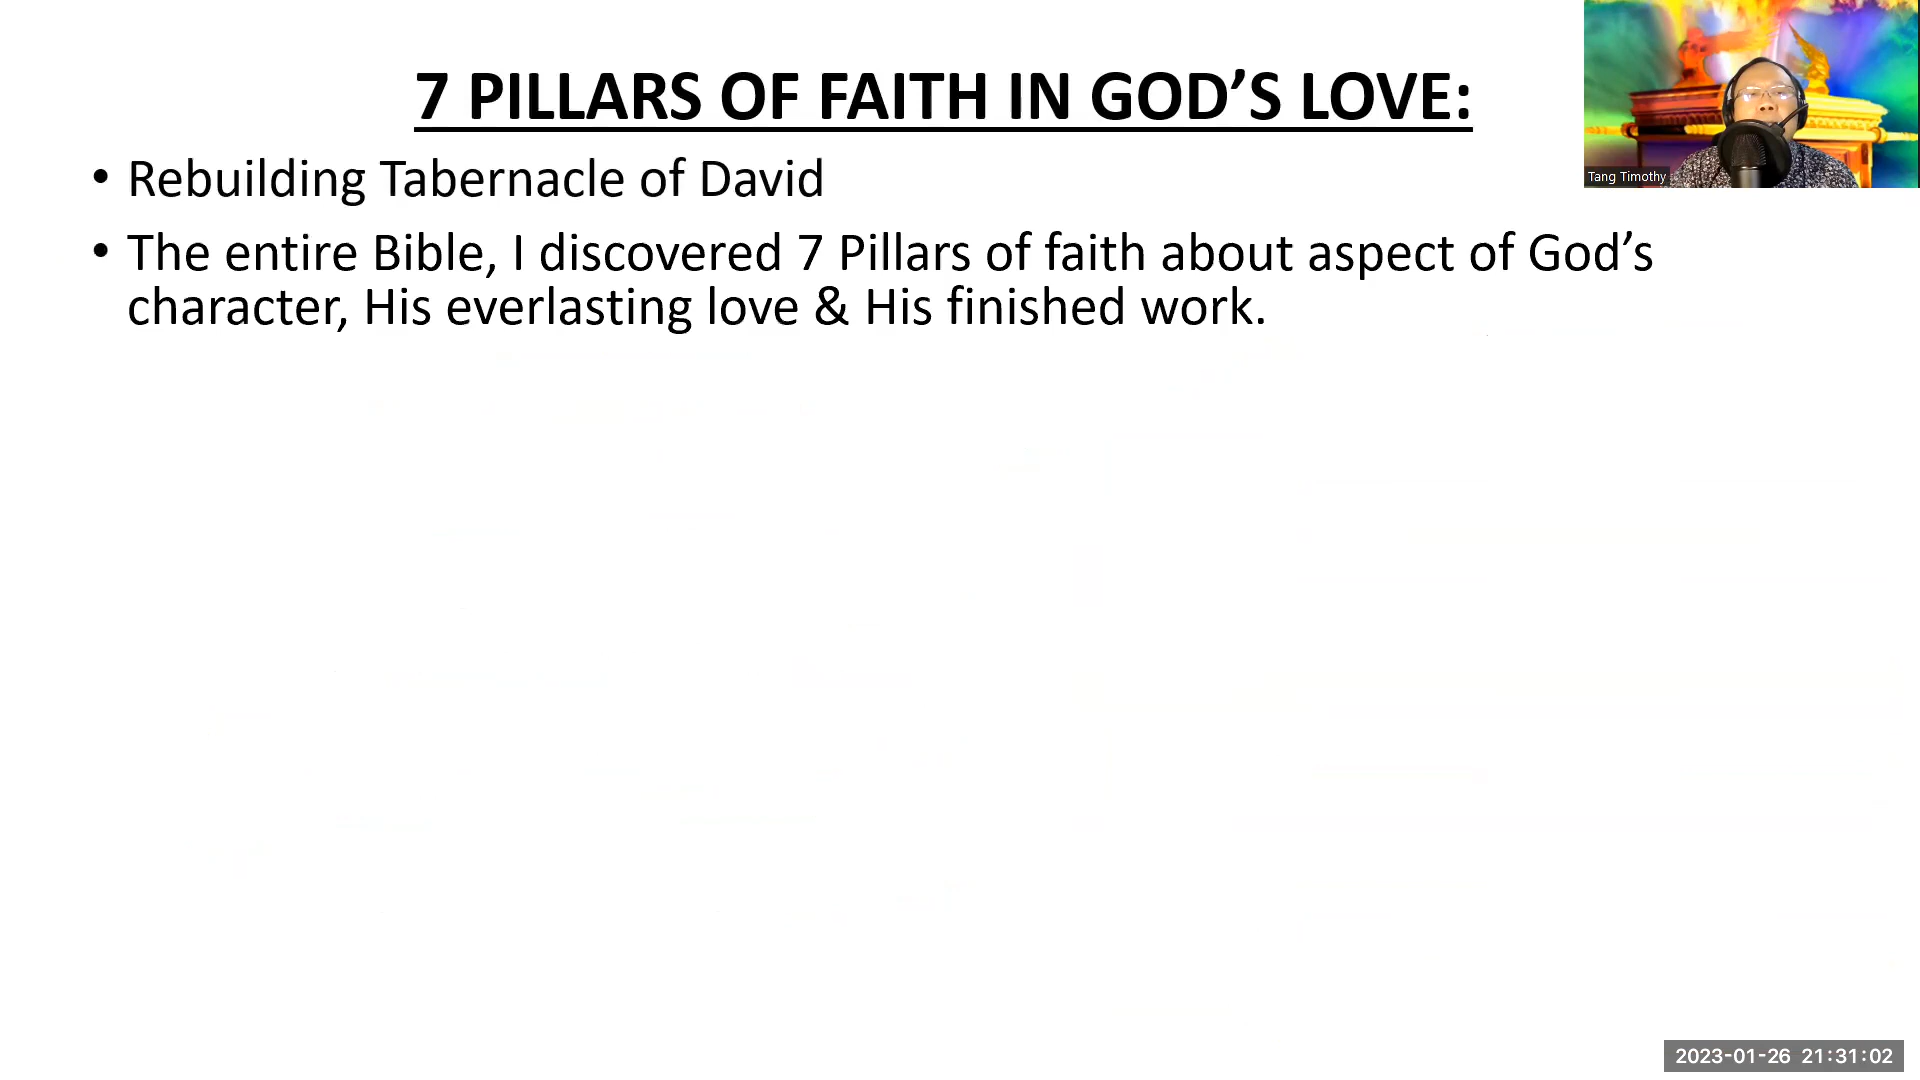 7 PILLARS OF FAITH IN GOD’S LOVE:
• Rebuilding Tabernacle of David
• The entire Bible, I discovered 7 Pillars of faith about aspect of God’s
character, His everlasting love & His finished work.
Tang Timothy
2023-01-26 21:31:02